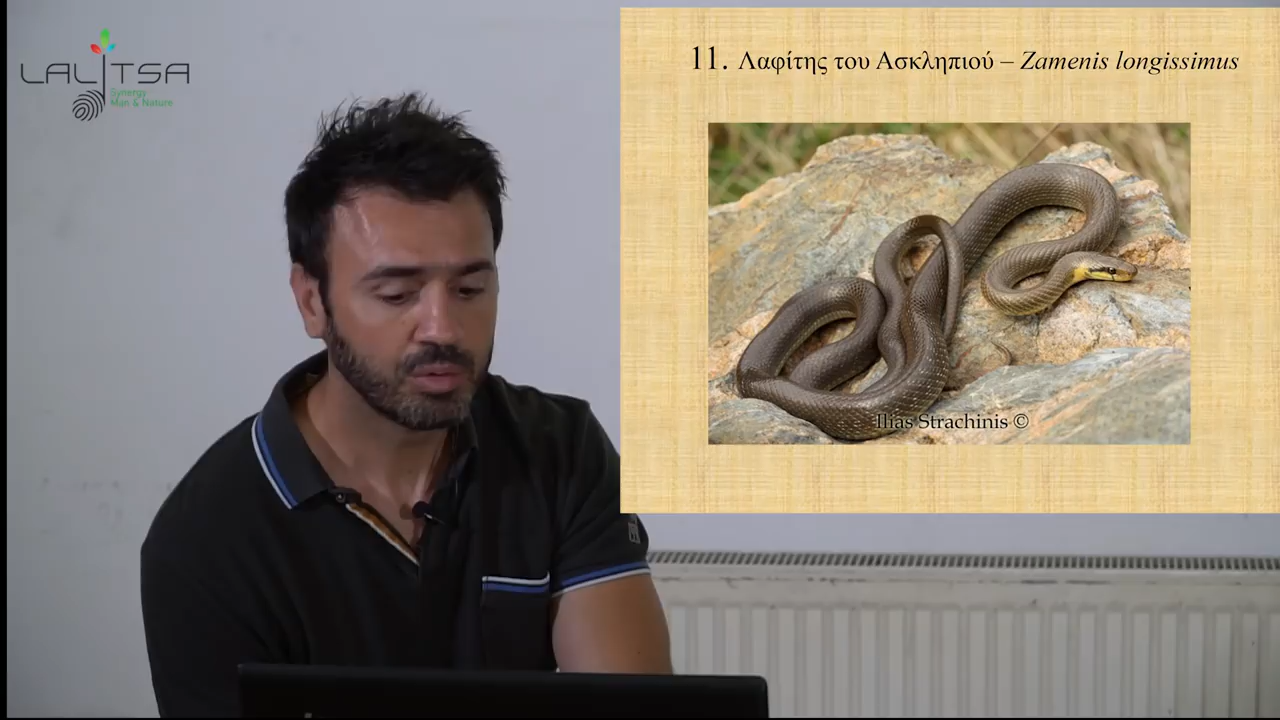 LALITSA
Synergy
Man & Nature
11. Λαφίτης του Ασκληπιού – Zamenis longissimus
Ilias Strachinis ©